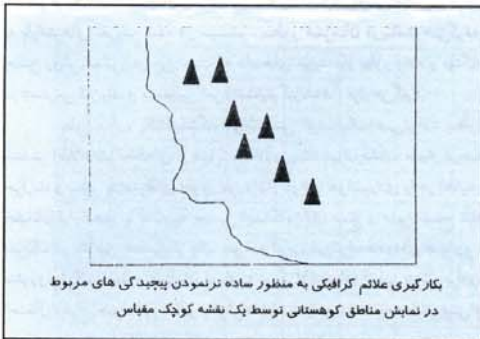 بکارگیری علائم گرافیکی به منظور ساده ترنمودن پیچیدگی های مربوط
در نمایش مناطق کوهستانی توسط یک نقشه کوچک مقیاس